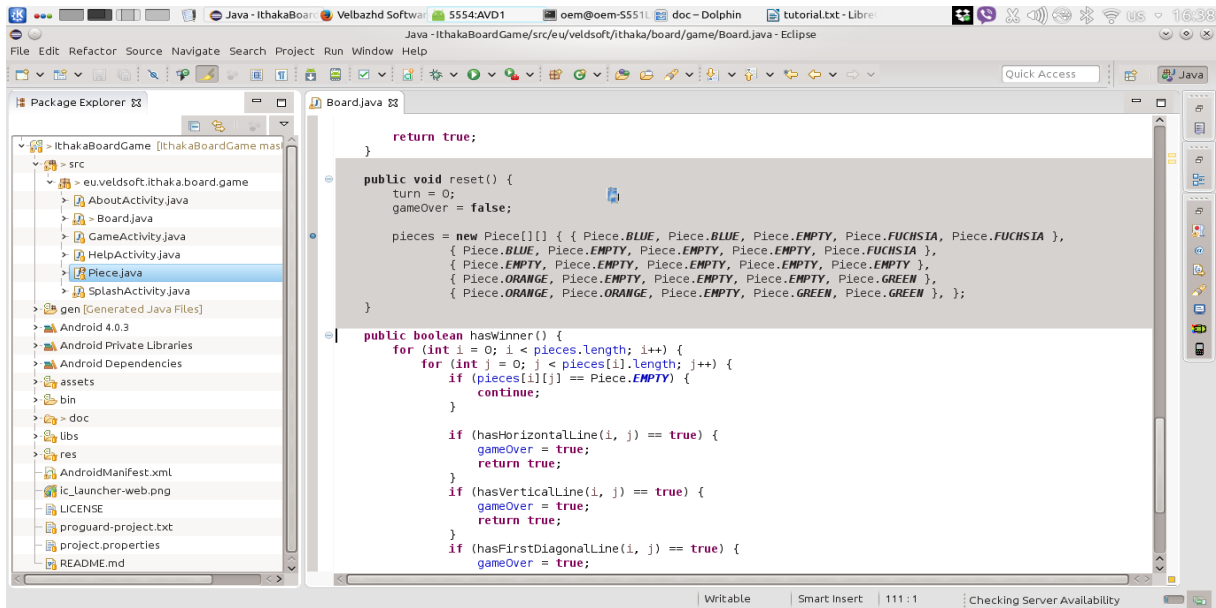 Java - IthakaBoar
Velbazhd Softwar
5554:AVD1
oem@oem-S551L
doc – Dolphin
tutorial.txt - Libre
us
16:38
Java - IthakaBoardGame/src/eu/veldsoft/ithaka/board/game/Board.java - Eclipse
File Edit Refactor Source Navigate Search Project Run Window Help
Quick Access
Java
Package Explorer
Board.java
> IthakaBoardGame [IthakaBoardGame mast
> src
> eu.veldsoft.ithaka.board.game
AboutActivity.java
> Board.java
GameActivity.java
HelpActivity.java
Piece.java
SplashActivity.java
gen [Generated Java Files]
Android 4.0.3
Android Private Libraries
Android Dependencies
assets
bin
> doc
libs
res
AndroidManifest.xml
ic_launcher-web.png
LICENSE
proguard-project.txt
project.properties
README.md
return true;
}
public void reset() {
turn = 0;
gameOver = false;
pieces = new Piece[][] { { Piece.BLUE, Piece.BLUE, Piece.EMPTY, Piece.FUCHSIA, Piece.FUCHSIA },
{ Piece.BLUE, Piece.EMPTY, Piece.EMPTY, Piece.EMPTY, Piece.FUCHSIA },
{ Piece.EMPTY, Piece.EMPTY, Piece.EMPTY, Piece.EMPTY, Piece.EMPTY },
{ Piece.ORANGE, Piece.EMPTY, Piece.EMPTY, Piece.EMPTY, Piece.GREEN },
{ Piece.ORANGE, Piece.ORANGE, Piece.EMPTY, Piece.GREEN, Piece.GREEN }, };
}
public boolean hasWinner() {
for (int i = 0; i < pieces.length; i++) {
for (int j = 0; j < pieces[i].length; j++) {
if (pieces[i][j] == Piece.EMPTY) {
continue;
}
if (hasHorizontalLine(i, j) == true) {
gameOver = true;
return true;
}
if (hasVerticalLine(i, j) == true) {
gameOver = true;
return true;
}
if (hasFirstDiagonalLine(i, j) == true) {
gameOver = true;
Writable
Smart Insert
111 : 1
Checking Server Availability